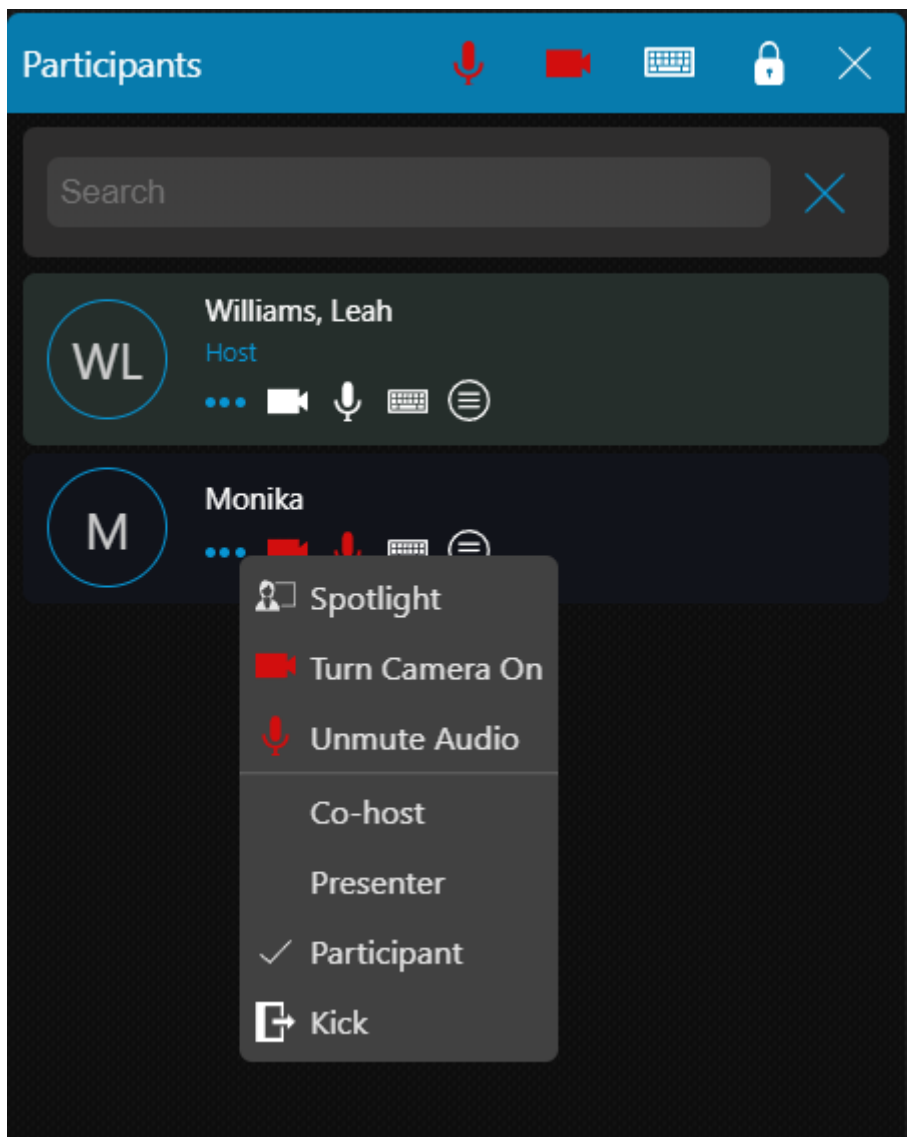 Participants
Search
WL
Williams, Leah
Host
M
Monika
Spotlight
Turn Camera On
Unmute Audio
Co-host
Presenter
Participant
Kick